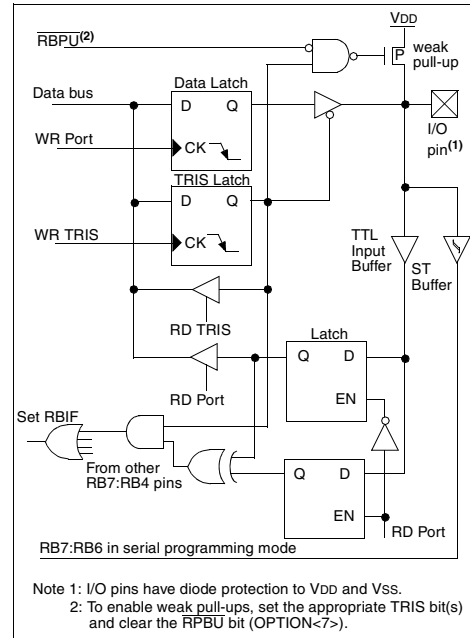 VDD
RBPU(2)
P
weak
pull-up
Data Latch
Data bus
D
Q
I/O
pin(1)
WR Port
CK
TRIS Latch
D
Q
WR TRIS
CK
TTL
Input
Buffer
ST
Buffer
RD TRIS
Latch
Q
D
RD Port
EN
Set RBIF
From other
RB7:RB4 pins
Q
D
EN
RD Port
RB7:RB6 in serial programming mode
Note 1: I/O pins have diode protection to VDD and VSS.
2: To enable weak pull-ups, set the appropriate TRIS bit(s)
and clear the RPBU bit (OPTION<7>).